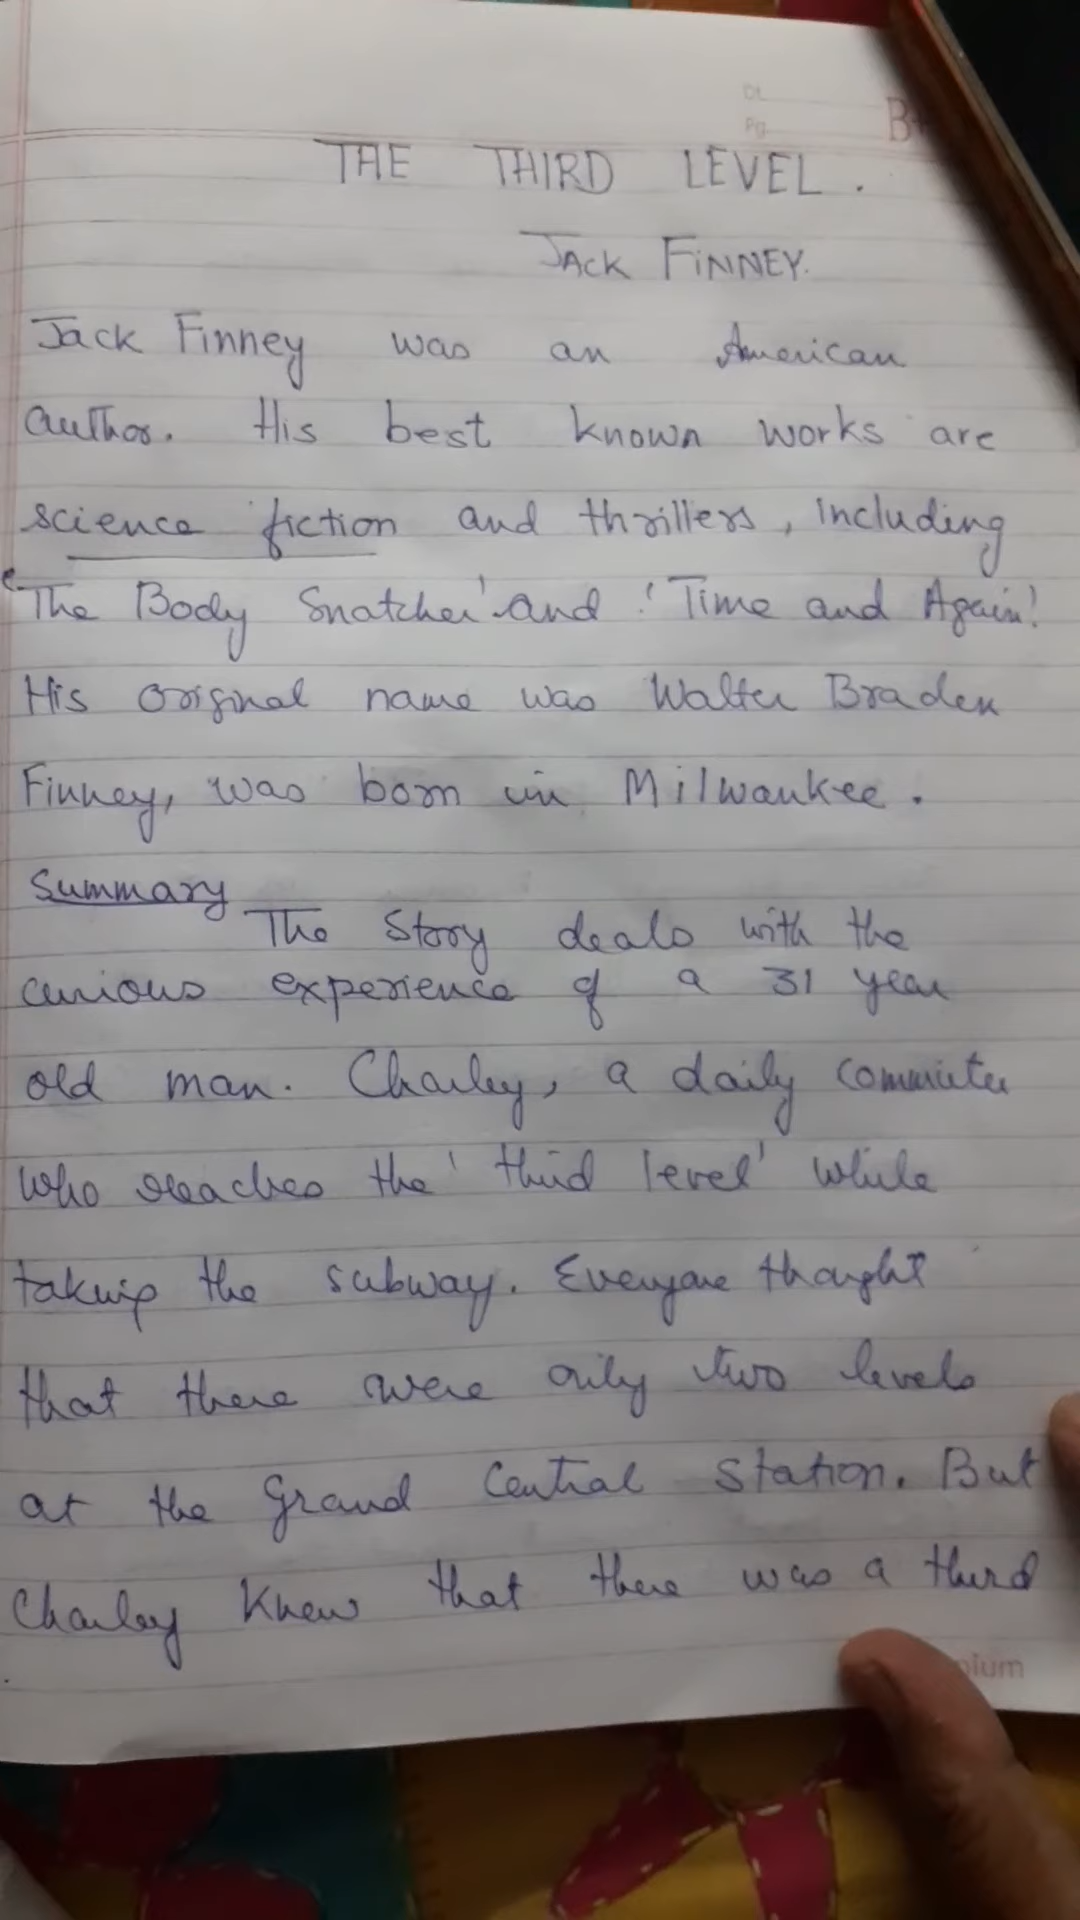 Dt.
Pg.
THE THIRD LEVEL.
JACK FINNEY.
Jack Finney was an American
author. His best known works are
science fiction and thrillers, including
'The Body Snatcher' and 'Time and Again'
His original name was Walter Braden
Finney, was born in Milwaukee.
Summary
The Story deals with the
curious experience of a 31 year
old man. Charley, a daily commuter
who reaches the 'third level' while
taking the subway. Everyone thought
that there were only two levels
at the Grand Central Station. But
Charley knew that there was a third